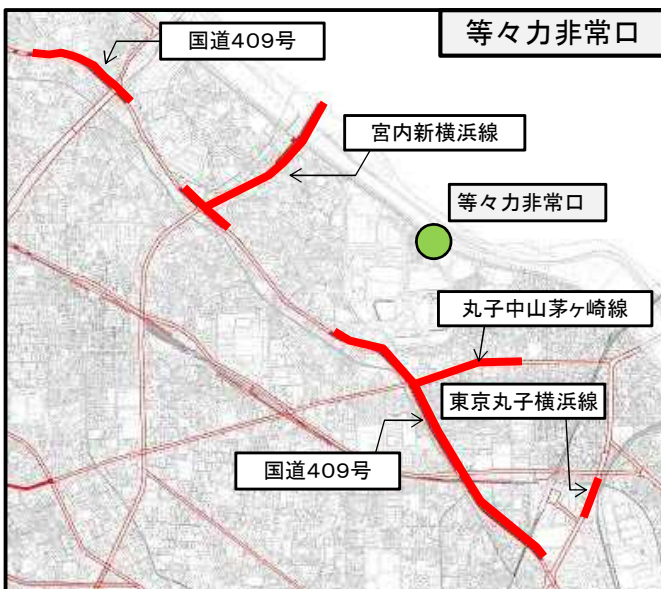 国道409号
等々力非常口
宮内新横浜線
等々力非常口
丸子中山茅ヶ崎線
東京丸子横浜線
国道409号